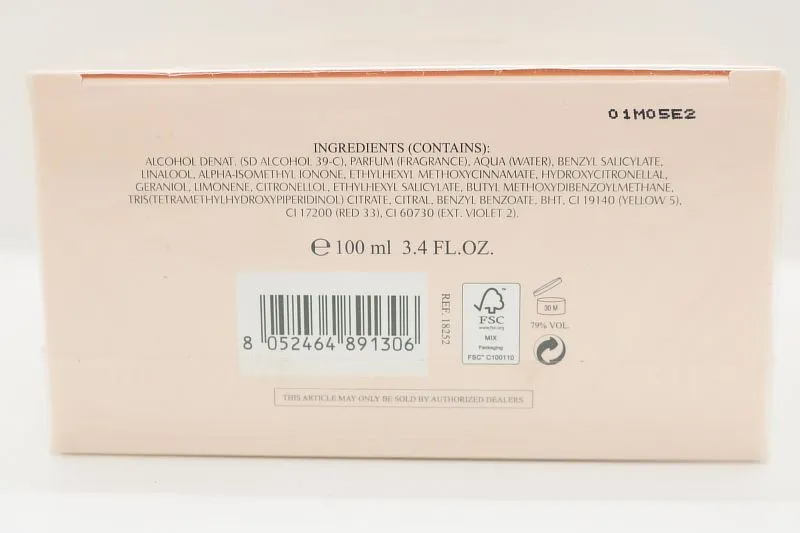 01M05E2
INGREDIENTS (CONTAINS):
ALCOHOL DENAT. (SD ALCOHOL 39-C), PARFUM (FRAGRANCE), AQUA (WATER), BENZYL SALICYLATE,
LINALOOL, ALPHA-ISOMETHYL IONONE, ETHYLHEXYL METHOXYCINNAMATE, HYDROXYCITRONELLAL,
GERANIOL, LIMONENE, CITRONELLOL, ETHYLHEXYL SALICYLATE, BUTYL METHOXYDIBENZOYLMETHANE,
TRIS(TETRAMETHYLHYDROXYPIPERIDINOL) CITRATE, CITRAL, BENZYL BENZOATE, BHT, CI 19140 (YELLOW 5),
CI 17200 (RED 33), CI 60730 (EXT. VIOLET 2).
℮ 100 ml 3.4 FL.OZ.
8 052464 891306
REF. 18252
FSC
www.fsc.org
MIX
Packaging
FSC™ C100110
30 M
79% VOL.
THIS ARTICLE MAY ONLY BE SOLD BY AUTHORIZED DEALERS